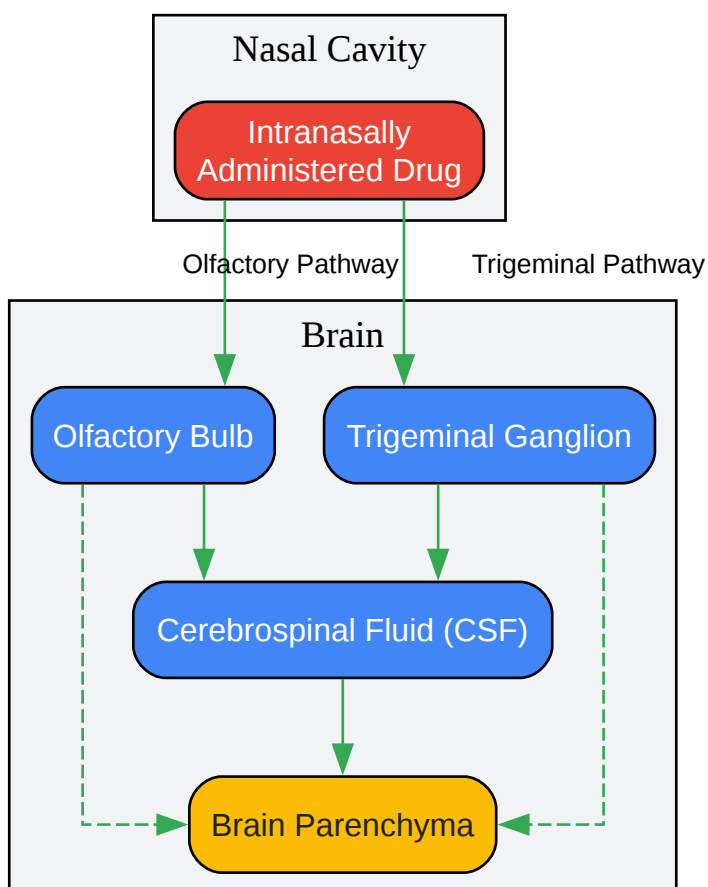 Nasal Cavity
Intranasally
Administered Drug
Olfactory Pathway
Trigeminal Pathway
Brain
Olfactory Bulb
Trigeminal Ganglion
Cerebrospinal Fluid (CSF)
Brain Parenchyma